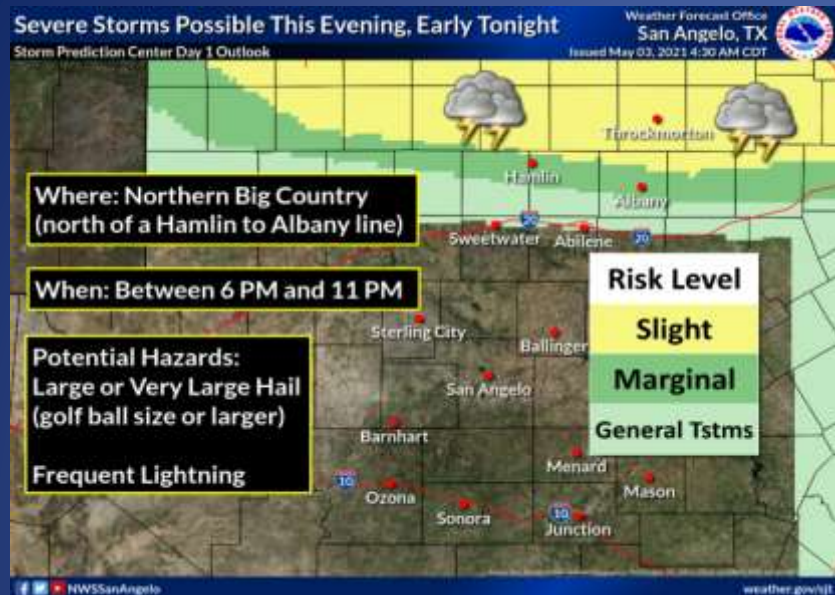 Severe Storms Possible This Evening, Early Tonight
Storm Prediction Center Day 1 Outlook
Weather Forecast Office
San Angelo, TX
Issued May 03, 2021 4:30 AM CDT
Throckmorton
Hamlin
Albany
Where: Northern Big Country
(north of a Hamlin to Albany line)
20
Sweetwater
Abilene
20
When: Between 6 PM and 11 PM
Risk Level
Slight
Marginal
General Tstms
Sterling City
Ballinger
San Angelo
Potential Hazards:
Large or Very Large Hail
(golf ball size or larger)
Frequent Lightning
Barnhart
Menard
Mason
10
Ozona
Sonora
10
Junction
NWSSanAngelo
weather.gov/sjt